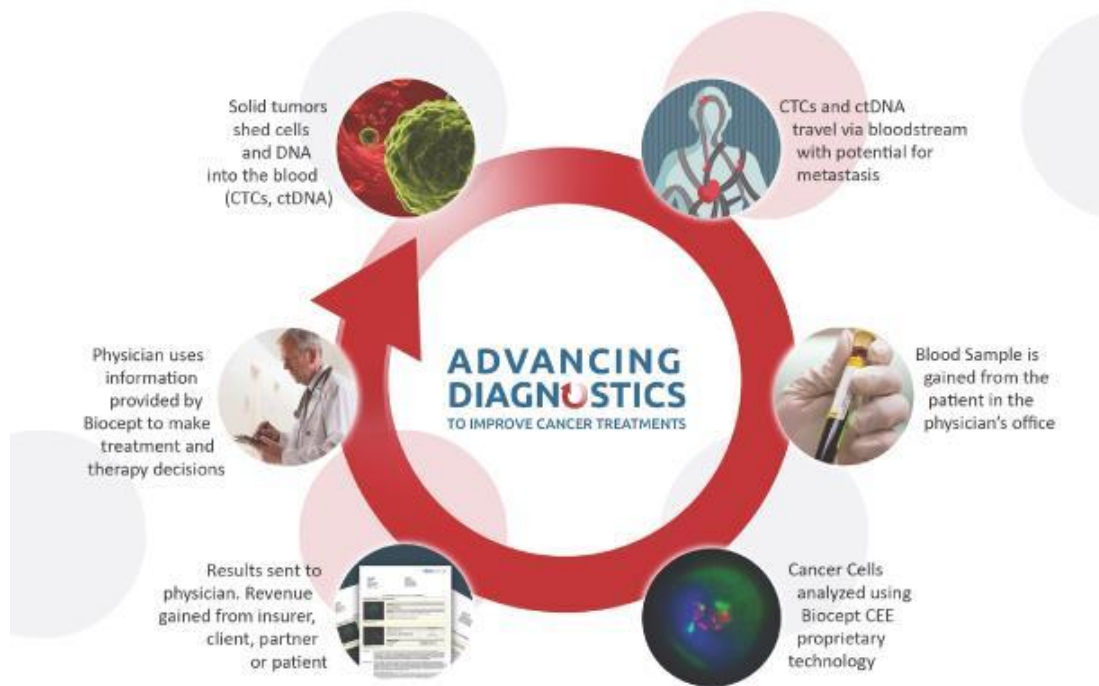 Solid tumors
shed cells
and DNA
into the blood
(CTCs, ctDNA)
CTCs and ctDNA
travel via bloodstream
with potential for
metastasis
Blood Sample is
gained from the
patient in the
physician's office
Cancer Cells
analyzed using
Biocept CEE
proprietary
technology
Results sent to
physician. Revenue
gained from insurer,
client, partner
or patient
Physician uses
information
provided by
Biocept to make
treatment and
therapy decisions
ADVANCING
DIAGNOSTICS
TO IMPROVE CANCER TREATMENTS